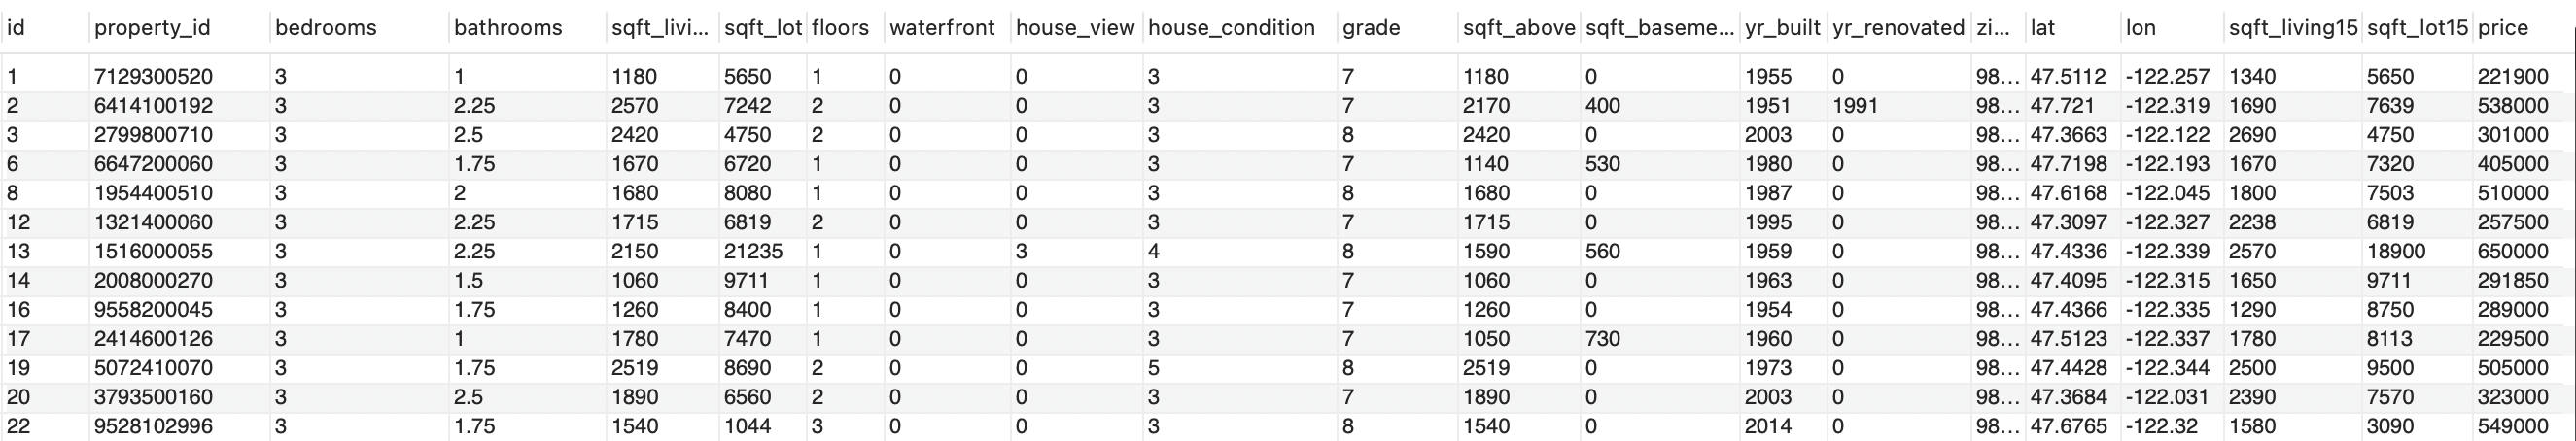 id property_id bedrooms bathrooms sqft_livi... sqft_lot floors waterfront house_view house_condition grade sqft_above sqft_baseme... yr_built yr_renovated zi... lat lon sqft_living15 sqft_lot15 price
1 7129300520 3 1 1180 5650 1 0 0 3 7 1180 0 1955 0 98... 47.5112 -122.257 1340 5650 221900
2 6414100192 3 2.25 2570 7242 2 0 0 3 7 2170 400 1951 1991 98... 47.721 -122.319 1690 7639 538000
3 2799800710 3 2.5 2420 4750 2 0 0 3 8 2420 0 2003 0 98... 47.3663 -122.122 2690 4750 301000
6 6647200060 3 1.75 1670 6720 1 0 0 3 7 1140 530 1980 0 98... 47.7198 -122.193 1670 7320 405000
8 1954400510 3 2 1680 8080 1 0 0 3 8 1680 0 1987 0 98... 47.6168 -122.045 1800 7503 510000
12 1321400060 3 2.25 1715 6819 2 0 0 3 7 1715 0 1995 0 98... 47.3097 -122.327 2238 6819 257500
13 1516000055 3 2.25 2150 21235 1 0 3 4 8 1590 560 1959 0 98... 47.4336 -122.339 2570 18900 650000
14 2008000270 3 1.5 1060 9711 1 0 0 3 7 1060 0 1963 0 98... 47.4095 -122.315 1650 9711 291850
16 9558200045 3 1.75 1260 8400 1 0 0 3 7 1260 0 1954 0 98... 47.4366 -122.335 1290 8750 289000
17 2414600126 3 1 1780 7470 1 0 0 3 7 1050 730 1960 0 98... 47.5123 -122.337 1780 8113 229500
19 5072410070 3 1.75 2519 8690 2 0 0 5 8 2519 0 1973 0 98... 47.4428 -122.344 2500 9500 505000
20 3793500160 3 2.5 1890 6560 2 0 0 3 7 1890 0 2003 0 98... 47.3684 -122.031 2390 7570 323000
22 9528102996 3 1.75 1540 1044 3 0 0 3 8 1540 0 2014 0 98... 47.6765 -122.32 1580 3090 549000